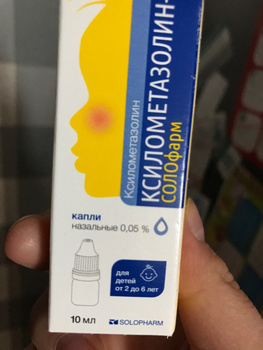 Ксилометазолин
КСИЛОМЕТАЗОЛИН-
СОЛОфарм
капли
назальные 0,05 %
для
детей
от 2 до 6 лет
10 мл
SOLOPHARM